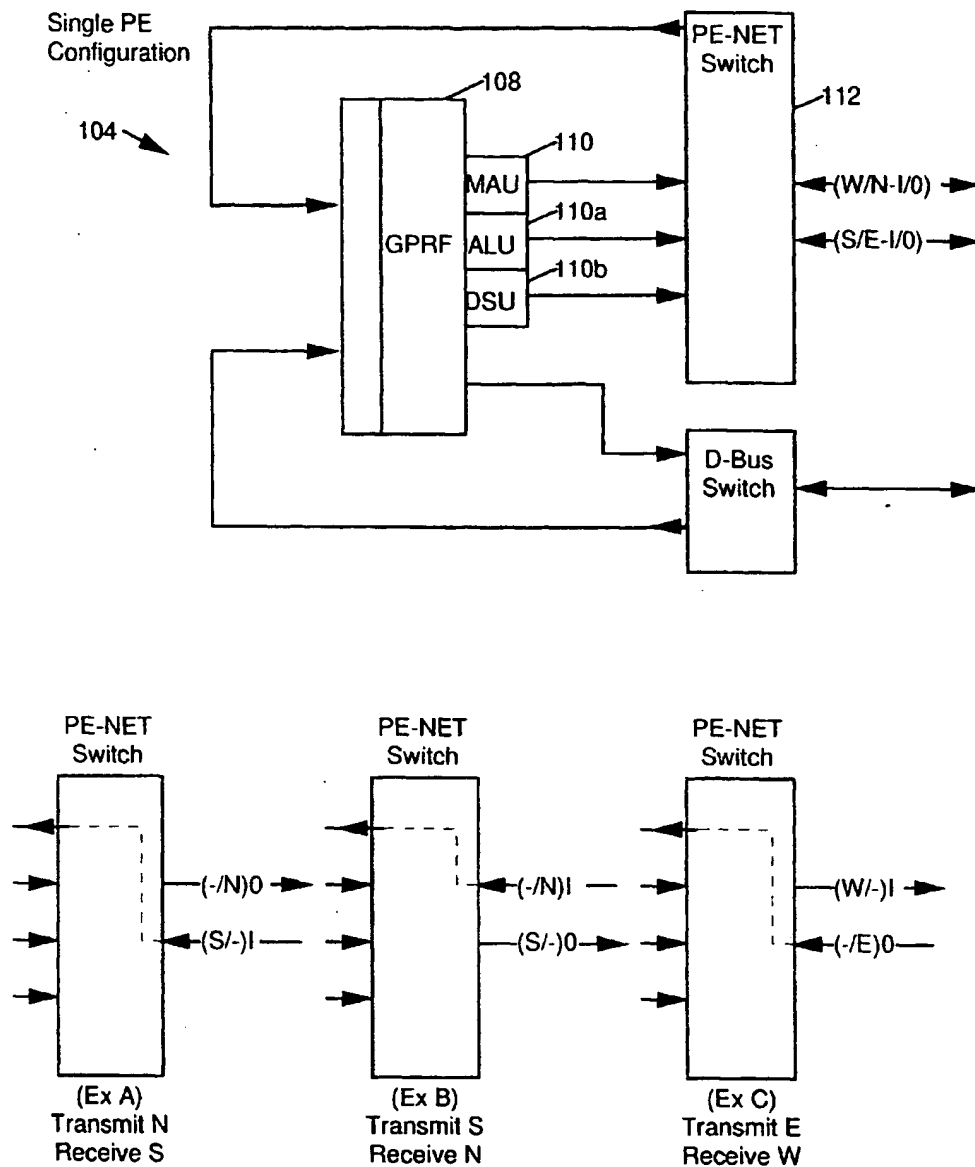 Single PE
Configuration
PE-NET
Switch
108
112
104
110
MAU
(W/N-I/0)
110a
GPRF
ALU
(S/E-I/0)
110b
DSU
D-Bus
Switch
PE-NET
Switch
PE-NET
Switch
PE-NET
Switch
(-/N)0
(S/-)I
(-/N)I
(S/-)0
(W/-)I
(-/E)0
(Ex A)
Transmit N
Receive S
(Ex B)
Transmit S
Receive N
(Ex C)
Transmit E
Receive W